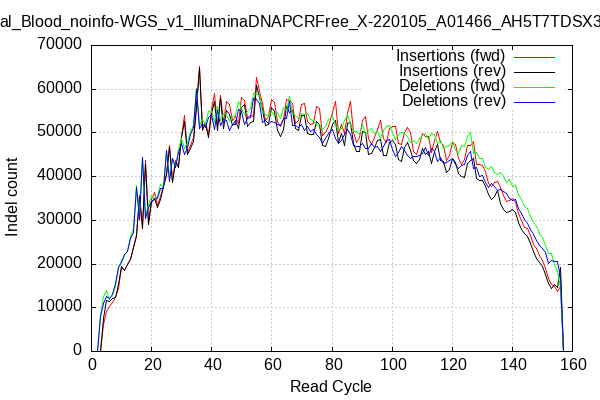 al_Blood_noinfo-WGS_v1_IlluminaDNAPCRFree_X-220105_A01466_AH5T7TDSX3
70000
60000
50000
40000
30000
20000
10000
0
Indel count
Insertions (fwd)
Insertions (rev)
Deletions (fwd)
Deletions (rev)
0 20 40 60 80 100 120 140 160
Read Cycle